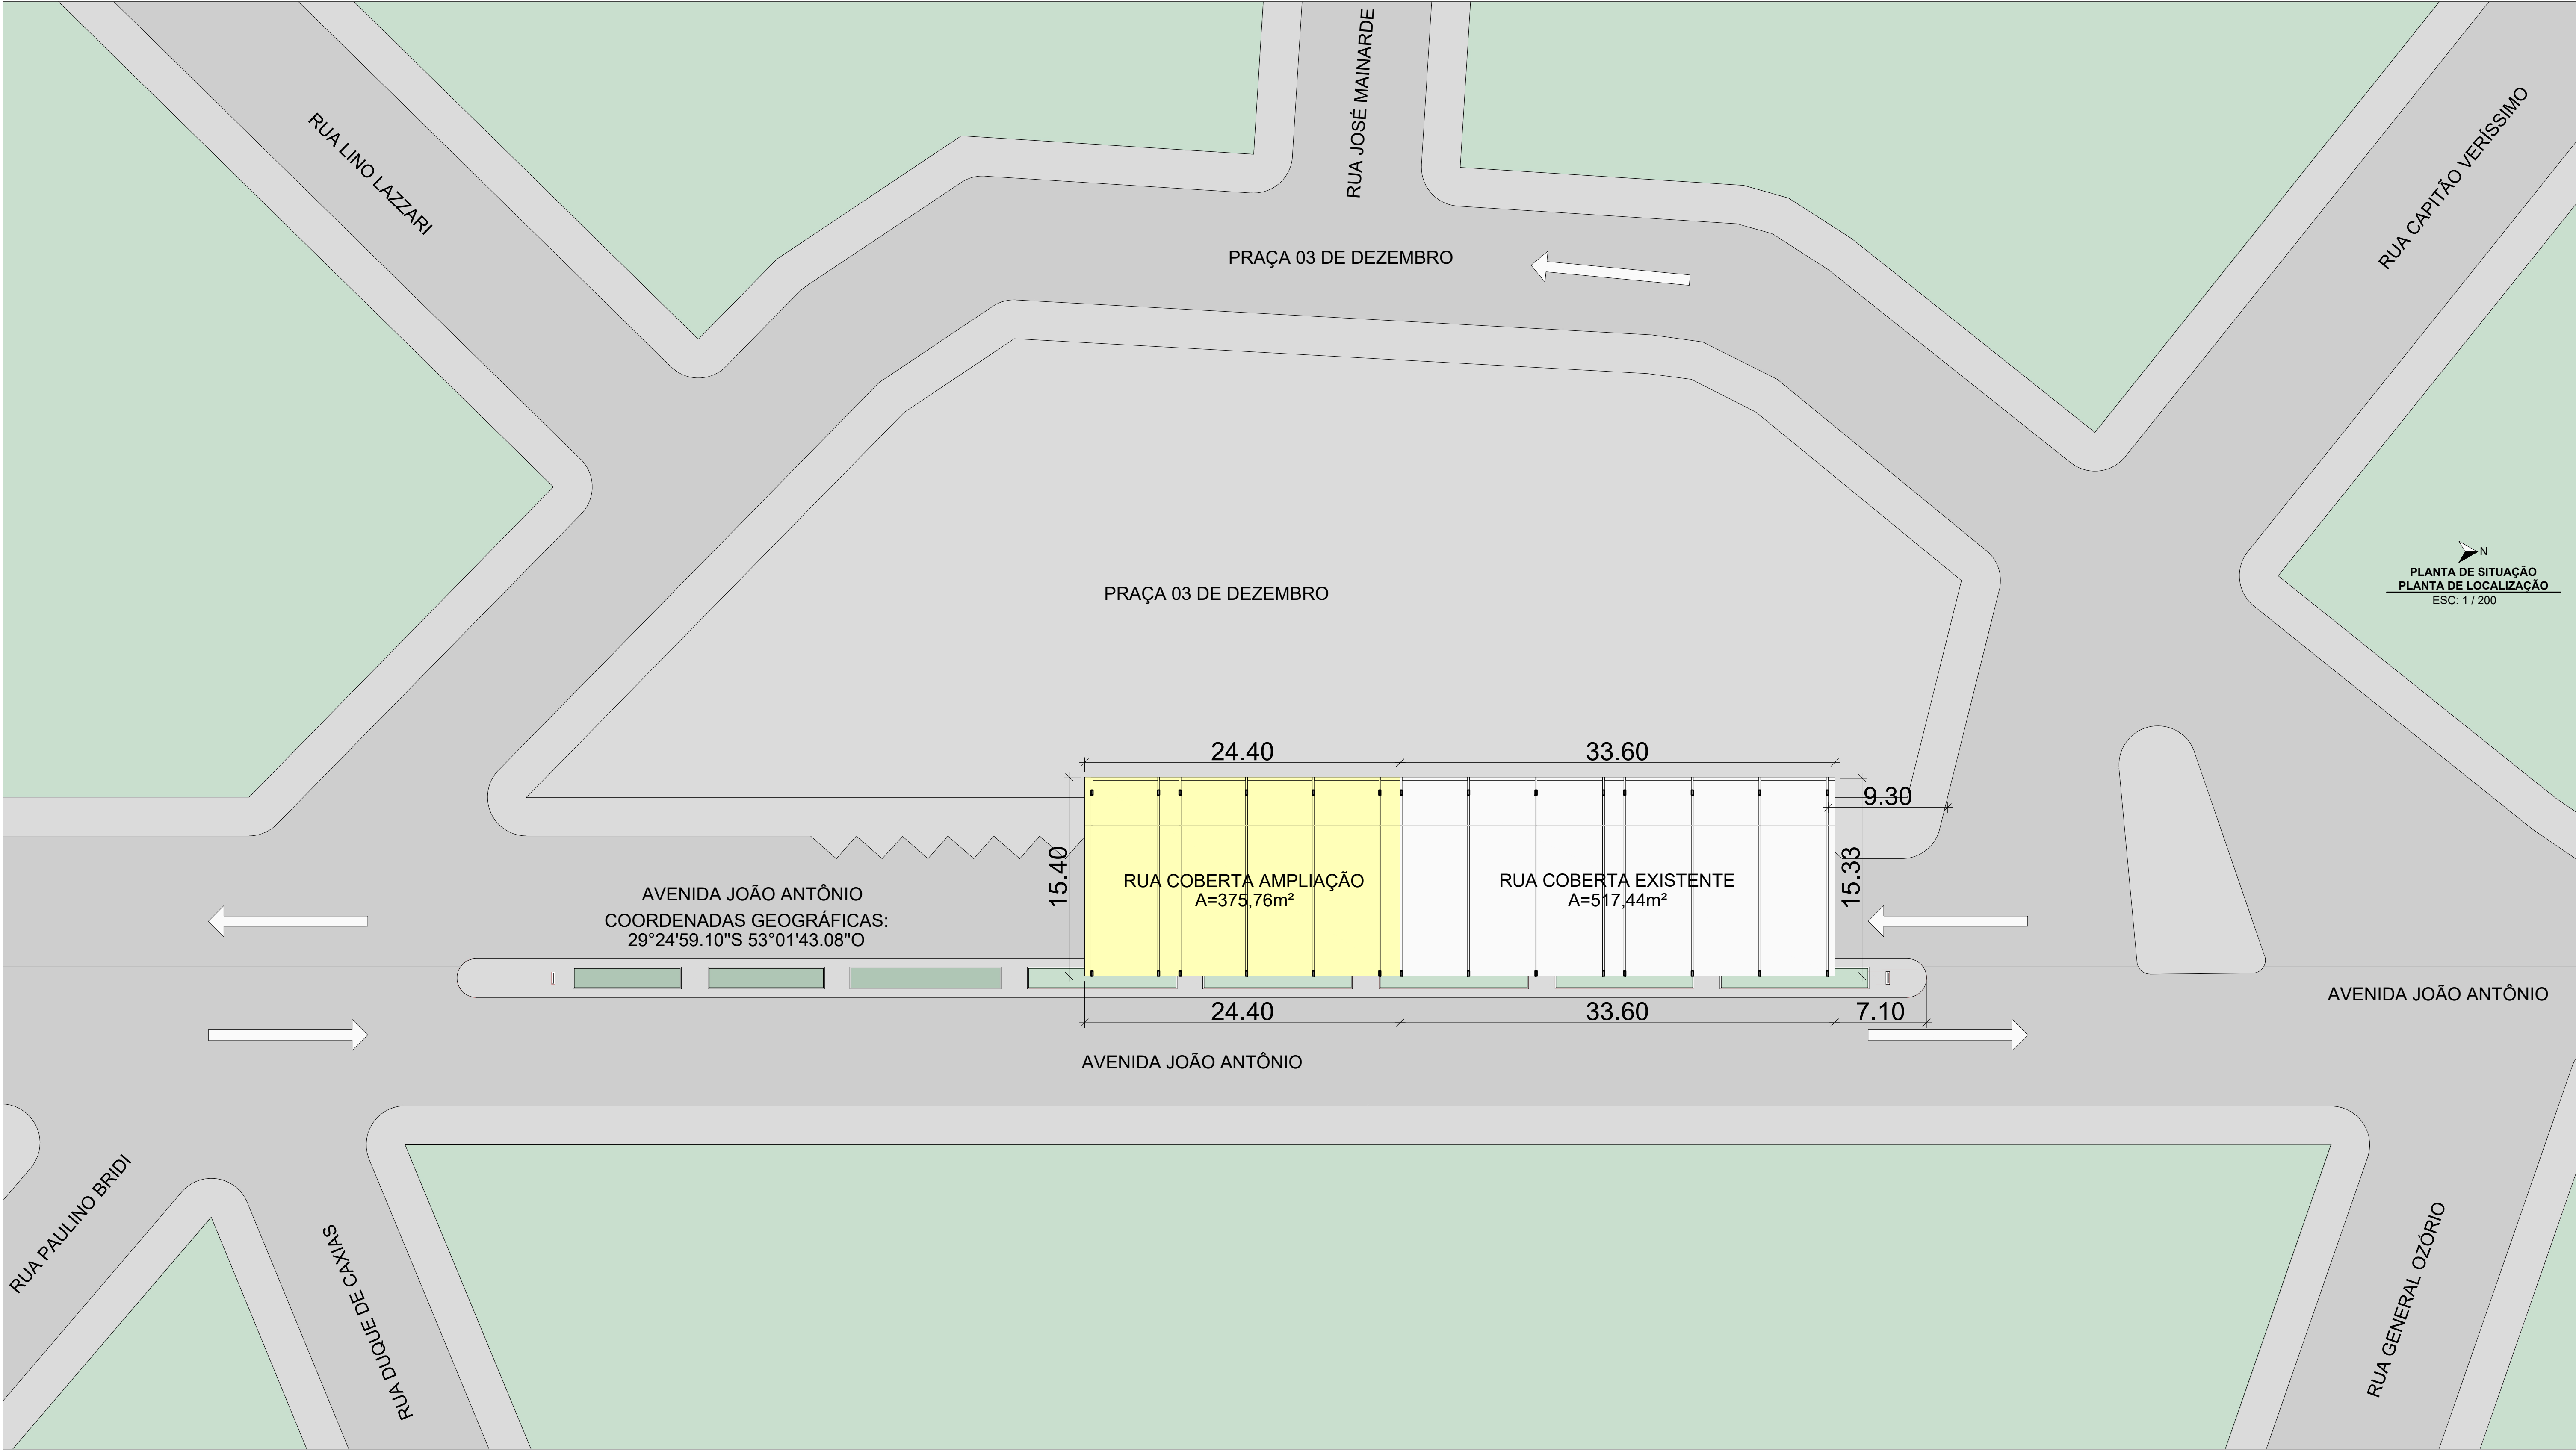 RUA JOSÉ MAINARDE
RUA LINO LAZZARI
RUA CAPITÃO VERÍSSIMO
PRAÇA 03 DE DEZEMBRO
N
PLANTA DE SITUAÇÃO
PLANTA DE LOCALIZAÇÃO
ESC: 1 / 200
PRAÇA 03 DE DEZEMBRO
24.40
33.60
9.30
15.40
15.33
RUA COBERTA AMPLIAÇÃO
A=375,76m²
RUA COBERTA EXISTENTE
A=517,44m²
AVENIDA JOÃO ANTÔNIO
COORDENADAS GEOGRÁFICAS:
29°24'59.10"S 53°01'43.08"O
AVENIDA JOÃO ANTÔNIO
24.40
33.60
7.10
AVENIDA JOÃO ANTÔNIO
RUA PAULINO BRIDI
RUA DUQUE DE CAXIAS
RUA GENERAL OZÓRIO